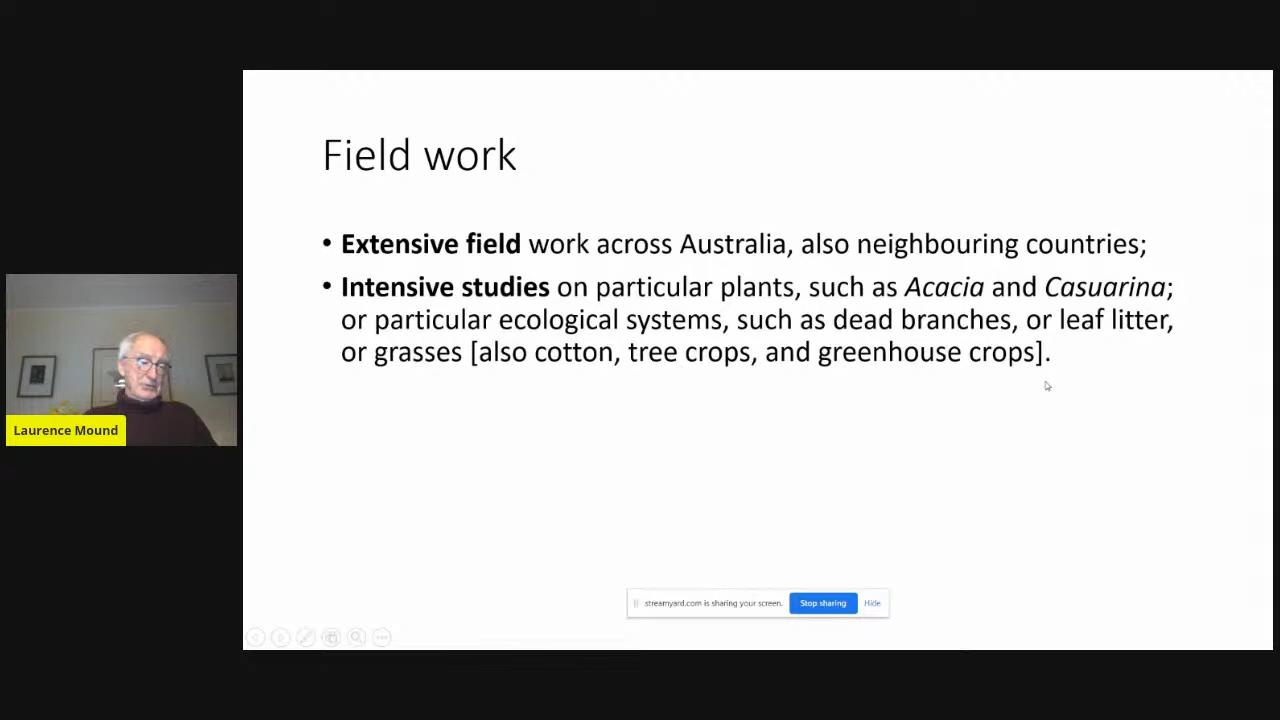 Field work
• Extensive field work across Australia, also neighbouring countries;
• Intensive studies on particular plants, such as Acacia and Casuarina;
or particular ecological systems, such as dead branches, or leaf litter,
or grasses [also cotton, tree crops, and greenhouse crops].
Laurence Mound
streamyard.com is sharing your screen. Stop sharing Hide